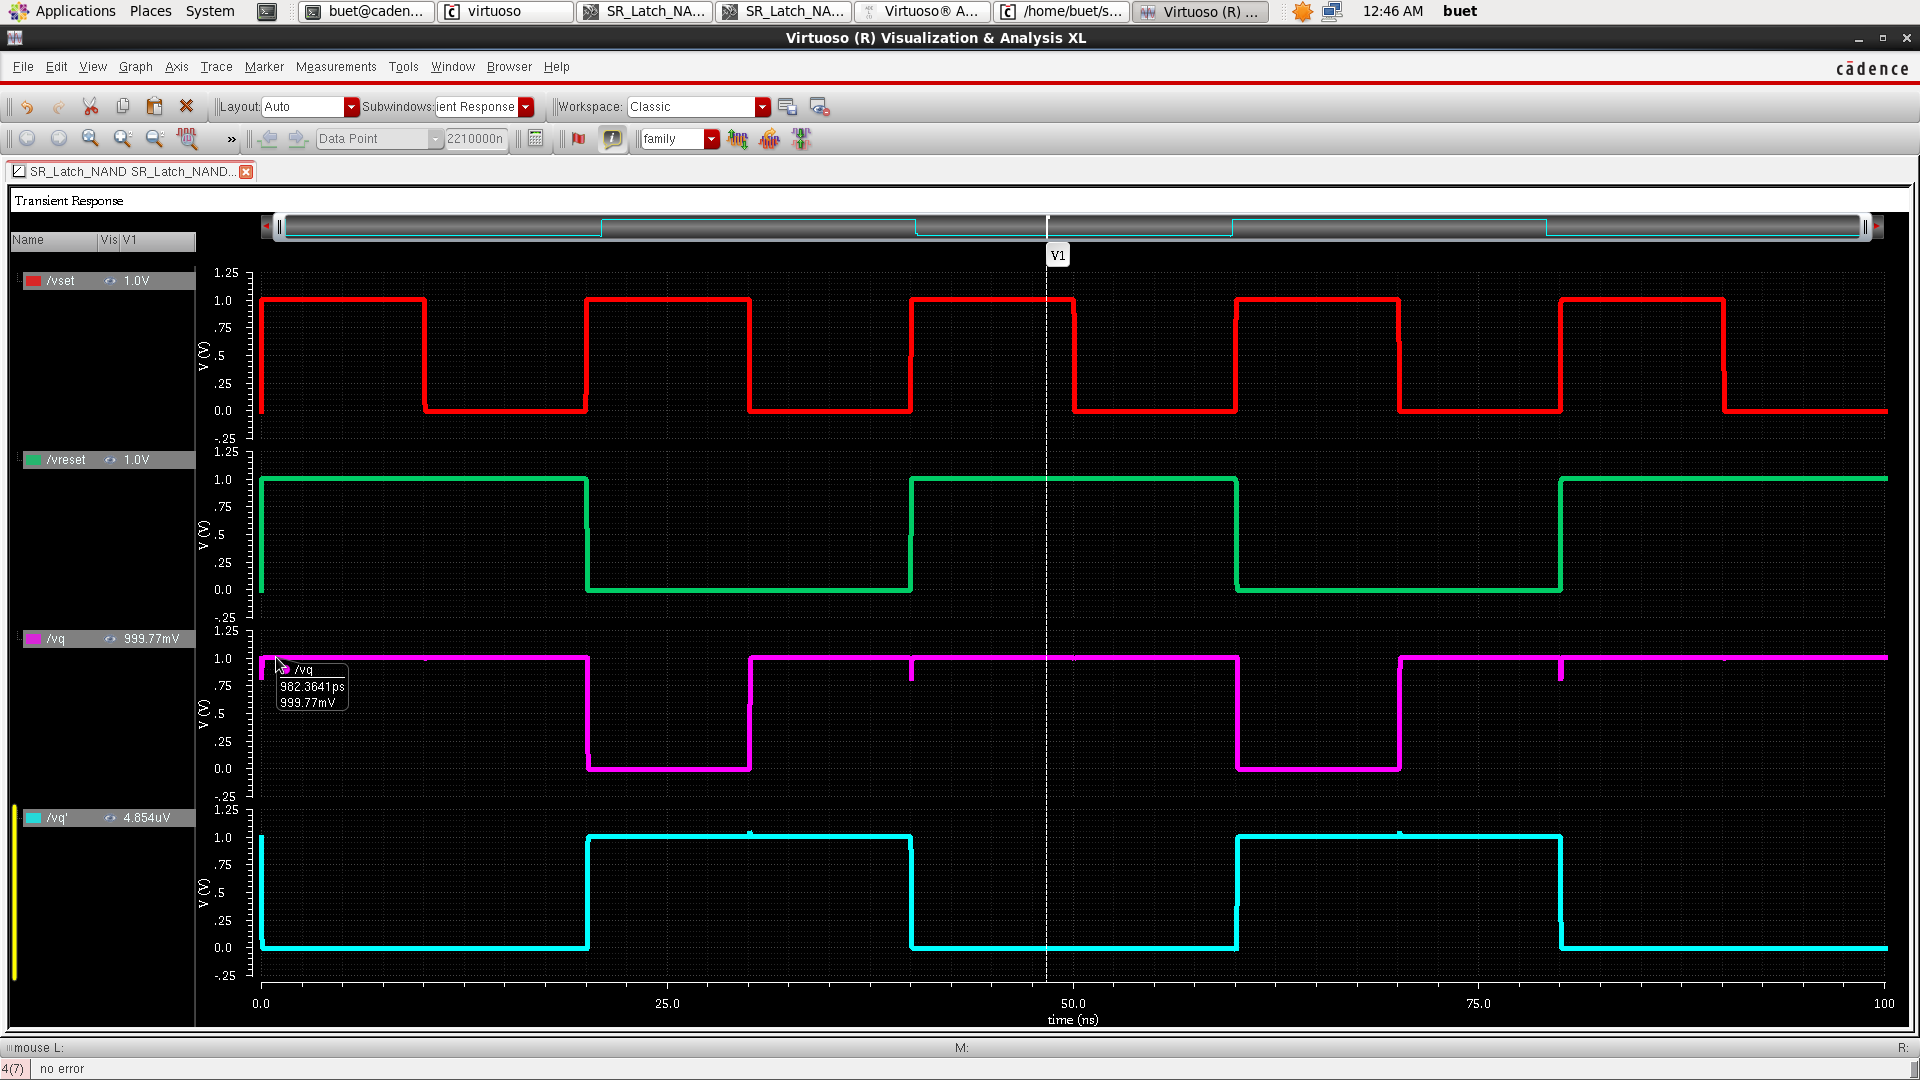 Applications Places System buet@caden... virtuoso SR_Latch_NA... SR_Latch_NA... Virtuoso® A... /home/buet/s... Virtuoso (R) ... 12:46 AM buet
Virtuoso (R) Visualization & Analysis XL
File Edit View Graph Axis Trace Marker Measurements Tools Window Browser Help
cādence
Layout: Auto Subwindows: ient Response Workspace: Classic
» Data Point 2210000n family
SR_Latch_NAND SR_Latch_NAND...
Transient Response
Name Vis V1
V1
/vset 1.0V
1.25
1.0
.75
.5
.25
0.0
-.25
V (V)
/vreset 1.0V
1.25
1.0
.75
.5
.25
0.0
-.25
V (V)
/vq 999.77mV
1.25
1.0
.75
.5
.25
0.0
-.25
V (V)
/vq
982.3641ps
999.77mV
/vq' 4.854uV
1.25
1.0
.75
.5
.25
0.0
-.25
V (V)
0.0 25.0 50.0 75.0 100
time (ns)
mouse L: M: R:
4(7) no error